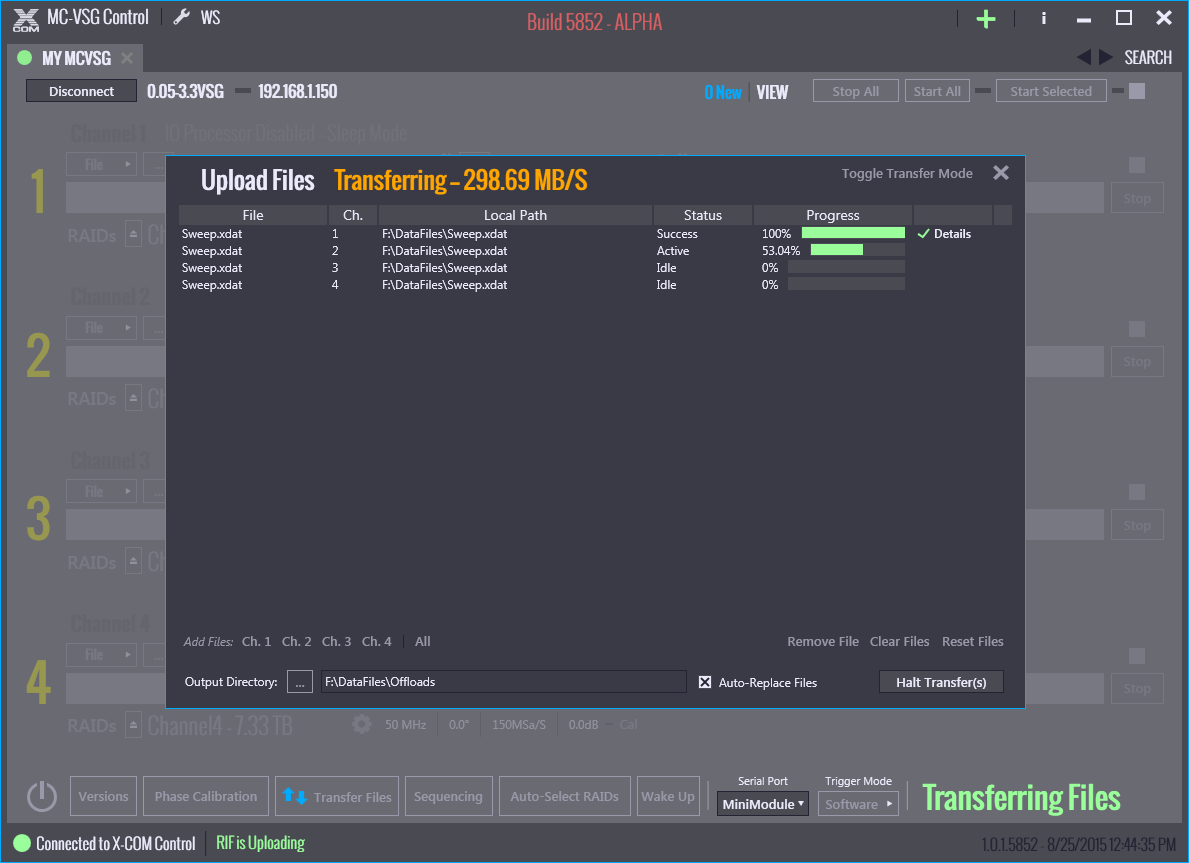 XCOM MC-VSG Control WS Build 5852 - ALPHA
MY MCVSG SEARCH
Disconnect 0.05-3.3VSG 192.168.1.150 0 New VIEW Stop All Start All Start Selected
Channel 1 IO Processor Disabled - Sleep Mode
File ...
1 Stop
RAIDs Ch
Upload Files Transferring – 298.69 MB/S Toggle Transfer Mode
File Ch. Local Path Status Progress
Sweep.xdat 1 F:\DataFiles\Sweep.xdat Success 100% Details
Sweep.xdat 2 F:\DataFiles\Sweep.xdat Active 53.04%
Sweep.xdat 3 F:\DataFiles\Sweep.xdat Idle 0%
Sweep.xdat 4 F:\DataFiles\Sweep.xdat Idle 0%
Channel 2
File ...
2 Stop
RAIDs Ch
Channel 3
File ...
3 Stop
RAIDs Ch
Channel 4
Add Files: Ch. 1 Ch. 2 Ch. 3 Ch. 4 All Remove File Clear Files Reset Files
File ...
4 Stop
Output Directory: ... F:\DataFiles\Offloads Auto-Replace Files Halt Transfer(s)
RAIDs Channel4 - 7.33 TB 50 MHz 0.0° 150MSa/S 0.0dB Cal
Versions Phase Calibration Transfer Files Sequencing Auto-Select RAIDs Wake Up
Serial Port Trigger Mode
MiniModule Software
Transferring Files
Connected to X-COM Control RIF is Uploading 1.0.1.5852 - 8/25/2015 12:44:35 PM